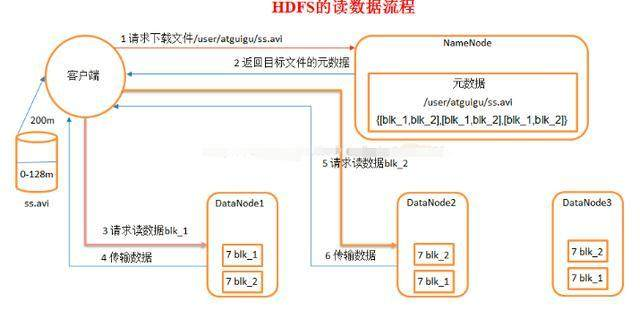 HDFS的读数据流程
1 请求下载文件/user/atguigu/ss.avi
NameNode
2 返回目标文件的元数据
客户端
元数据
/user/atguigu/ss.avi
{[blk_1,blk_2],[blk_1,blk_2],[blk_1,blk_2]}
200m
0-128m
ss.avi
5 请求读数据blk_2
DataNode1
DataNode2
DataNode3
3 请求读数据blk_1
4 传输数据
6 传输数据
7 blk_1
7 blk_2
7 blk_2
7 blk_1
7 blk_2
7 blk_1